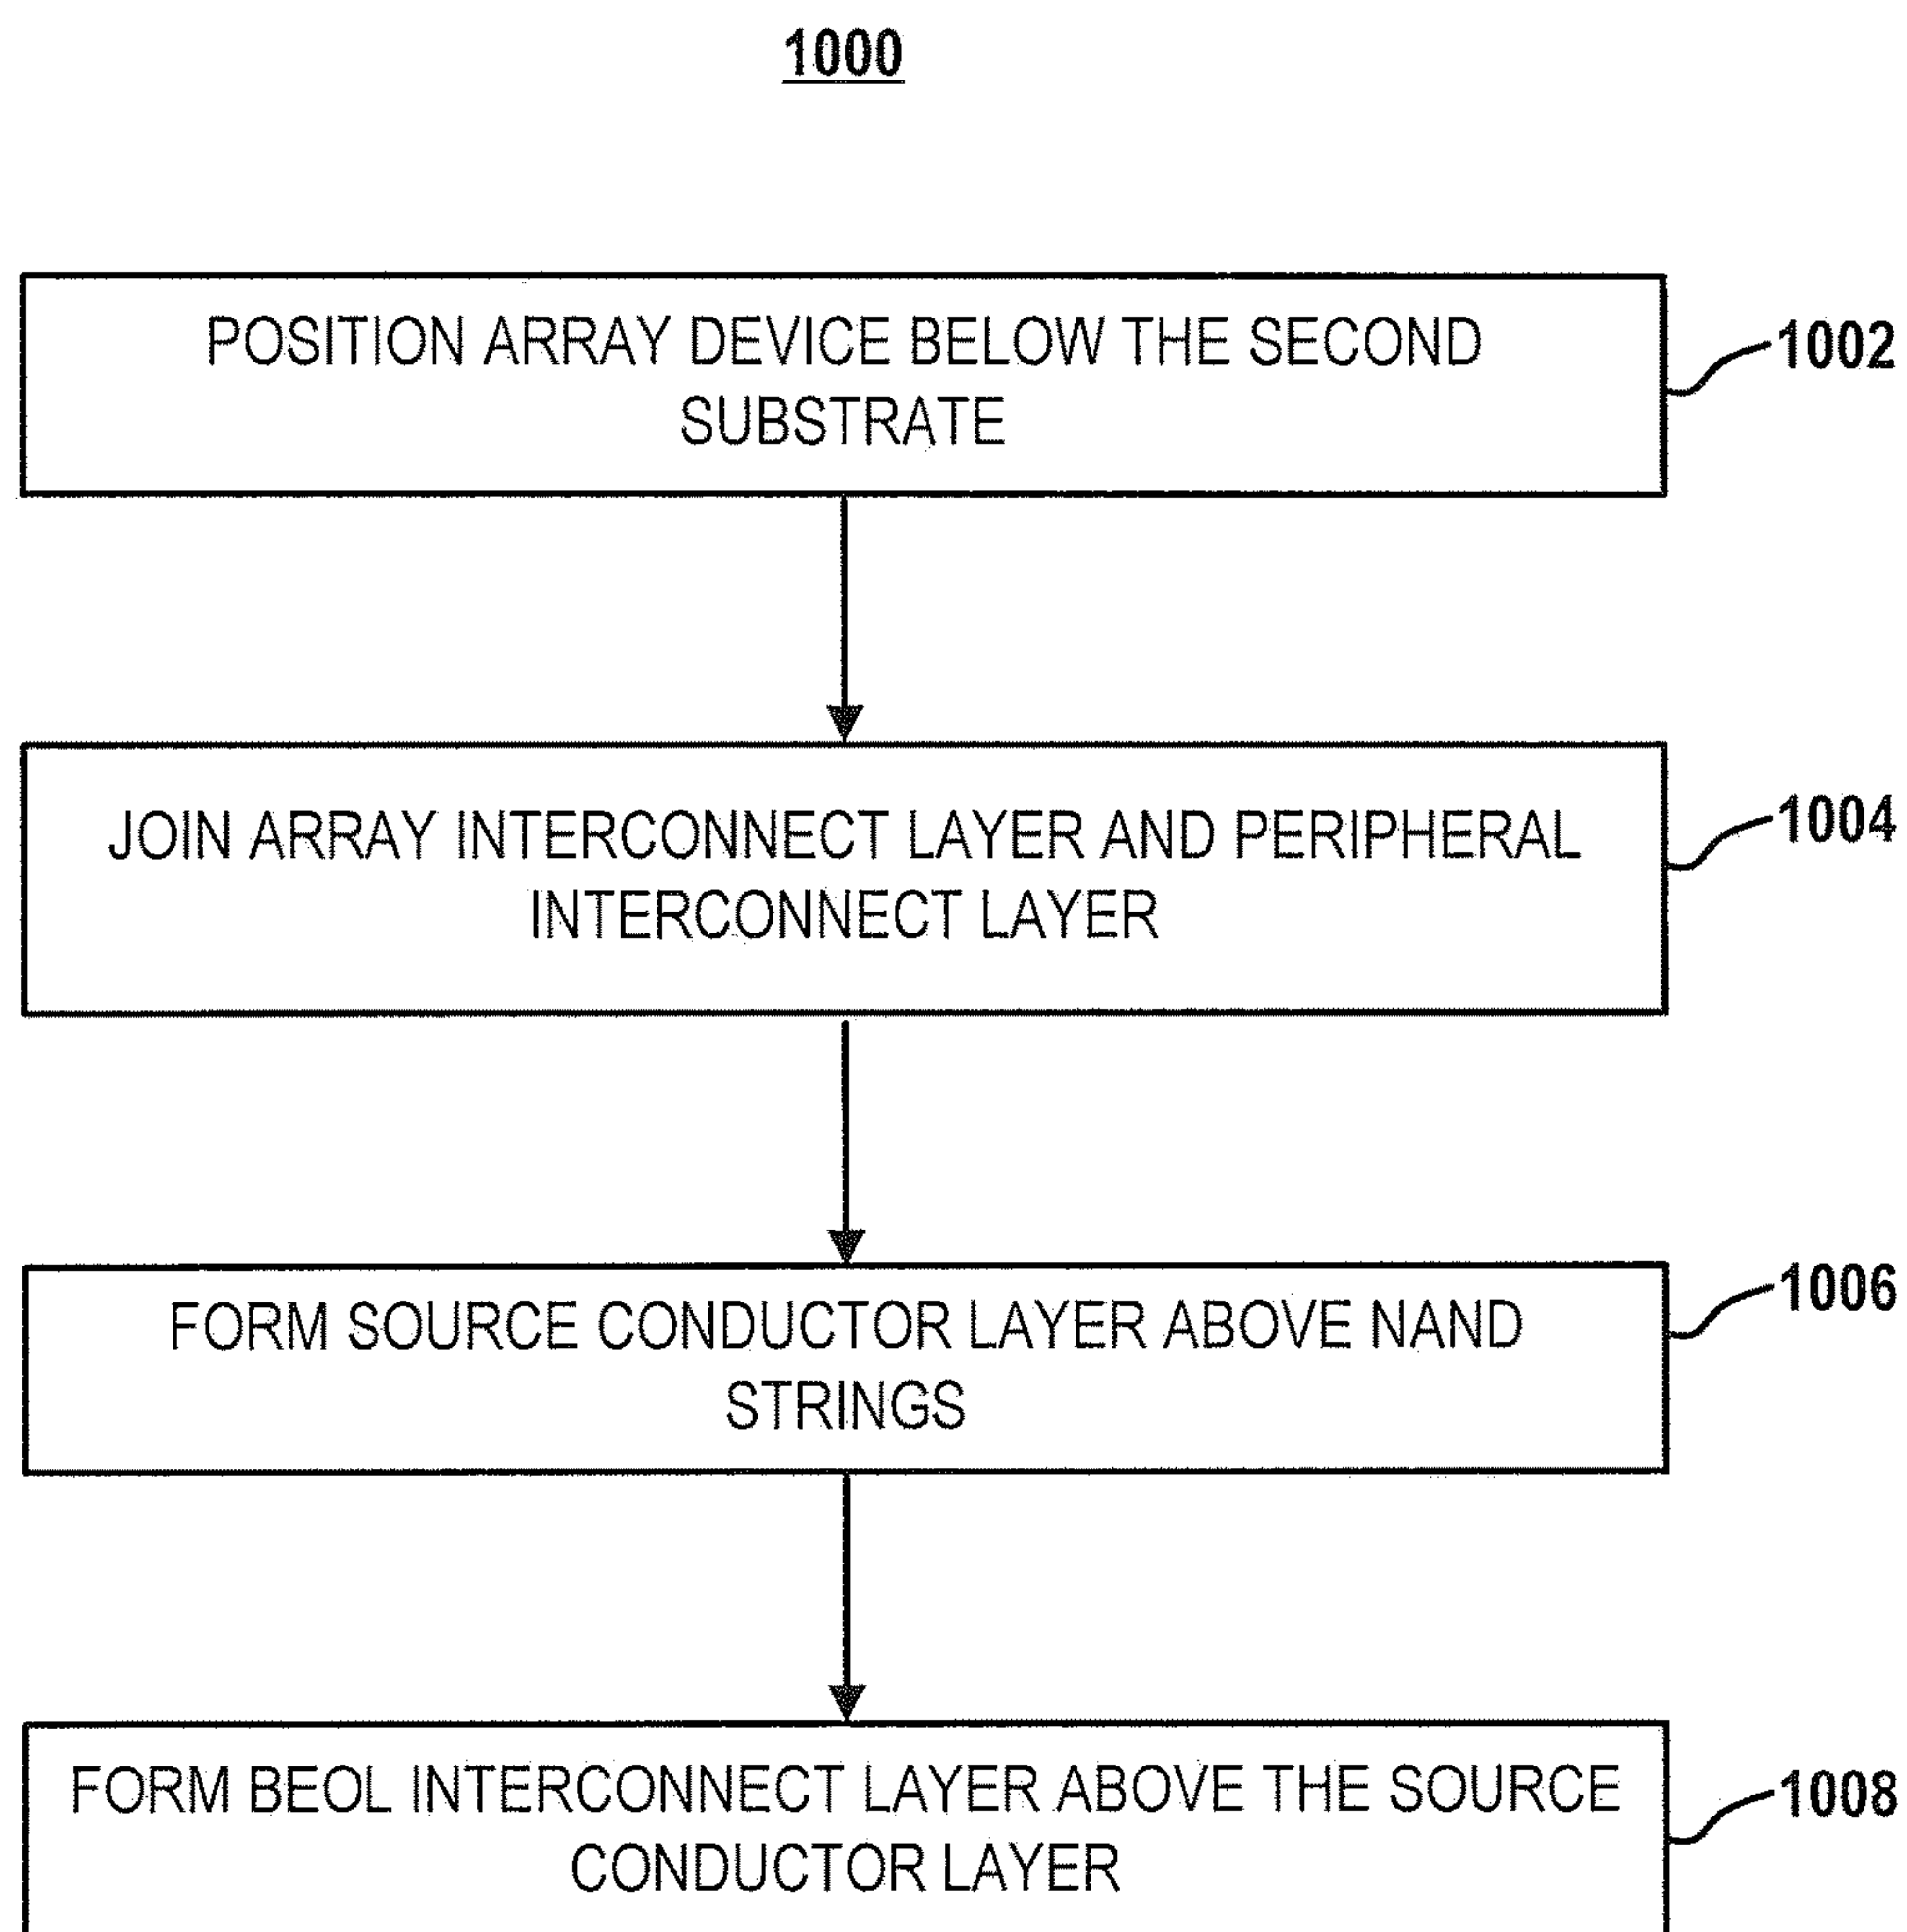 1000
POSITION ARRAY DEVICE BELOW THE SECOND
SUBSTRATE
1002
JOIN ARRAY INTERCONNECT LAYER AND PERIPHERAL
INTERCONNECT LAYER
1004
FORM SOURCE CONDUCTOR LAYER ABOVE NAND
STRINGS
1006
FORM BEOL INTERCONNECT LAYER ABOVE THE SOURCE
CONDUCTOR LAYER
1008